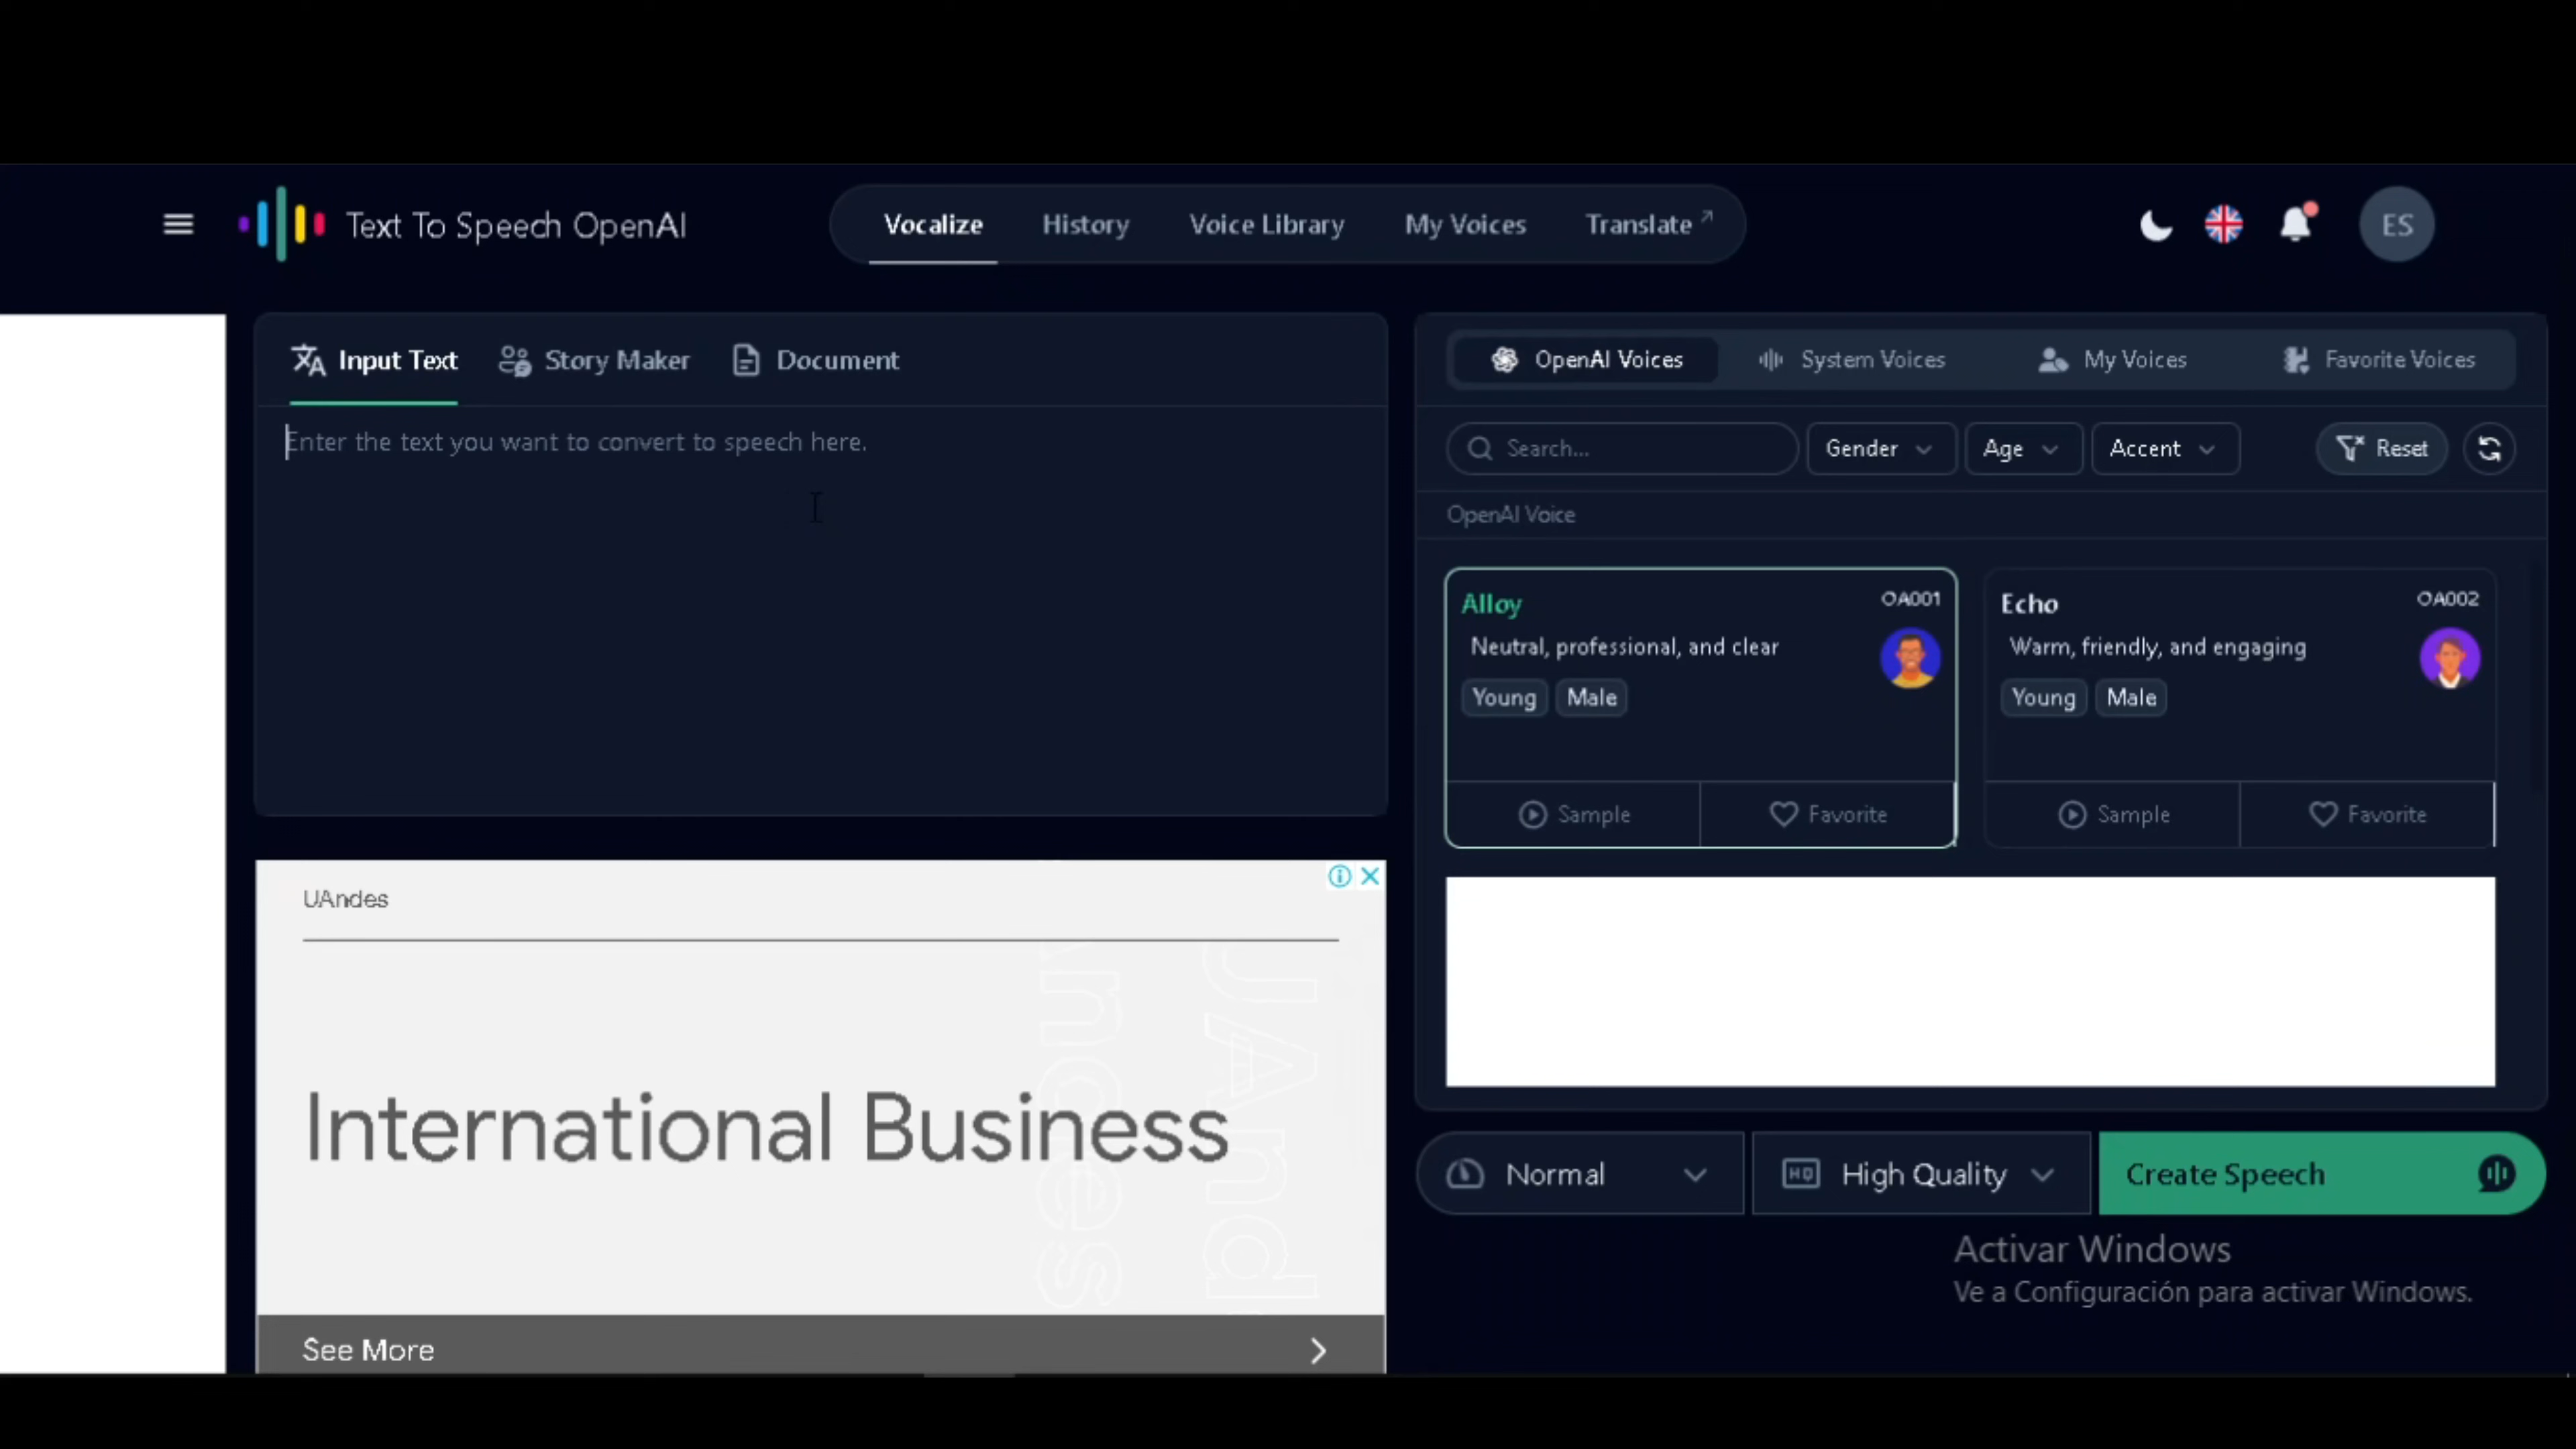 Text To Speech OpenAI
Vocalize
History
Voice Library
My Voices
Translate
ES
Input Text
Story Maker
Document
Enter the text you want to convert to speech here.
OpenAI Voices
System Voices
My Voices
Favorite Voices
Search...
Gender
Age
Accent
Reset
OpenAI Voice
Alloy
OA001
Neutral, professional, and clear
Young
Male
Sample
Favorite
Echo
OA002
Warm, friendly, and engaging
Young
Male
Sample
Favorite
UAndes
International Business
See More
Normal
HQ
High Quality
Create Speech
Activar Windows
Ve a Configuración para activar Windows.